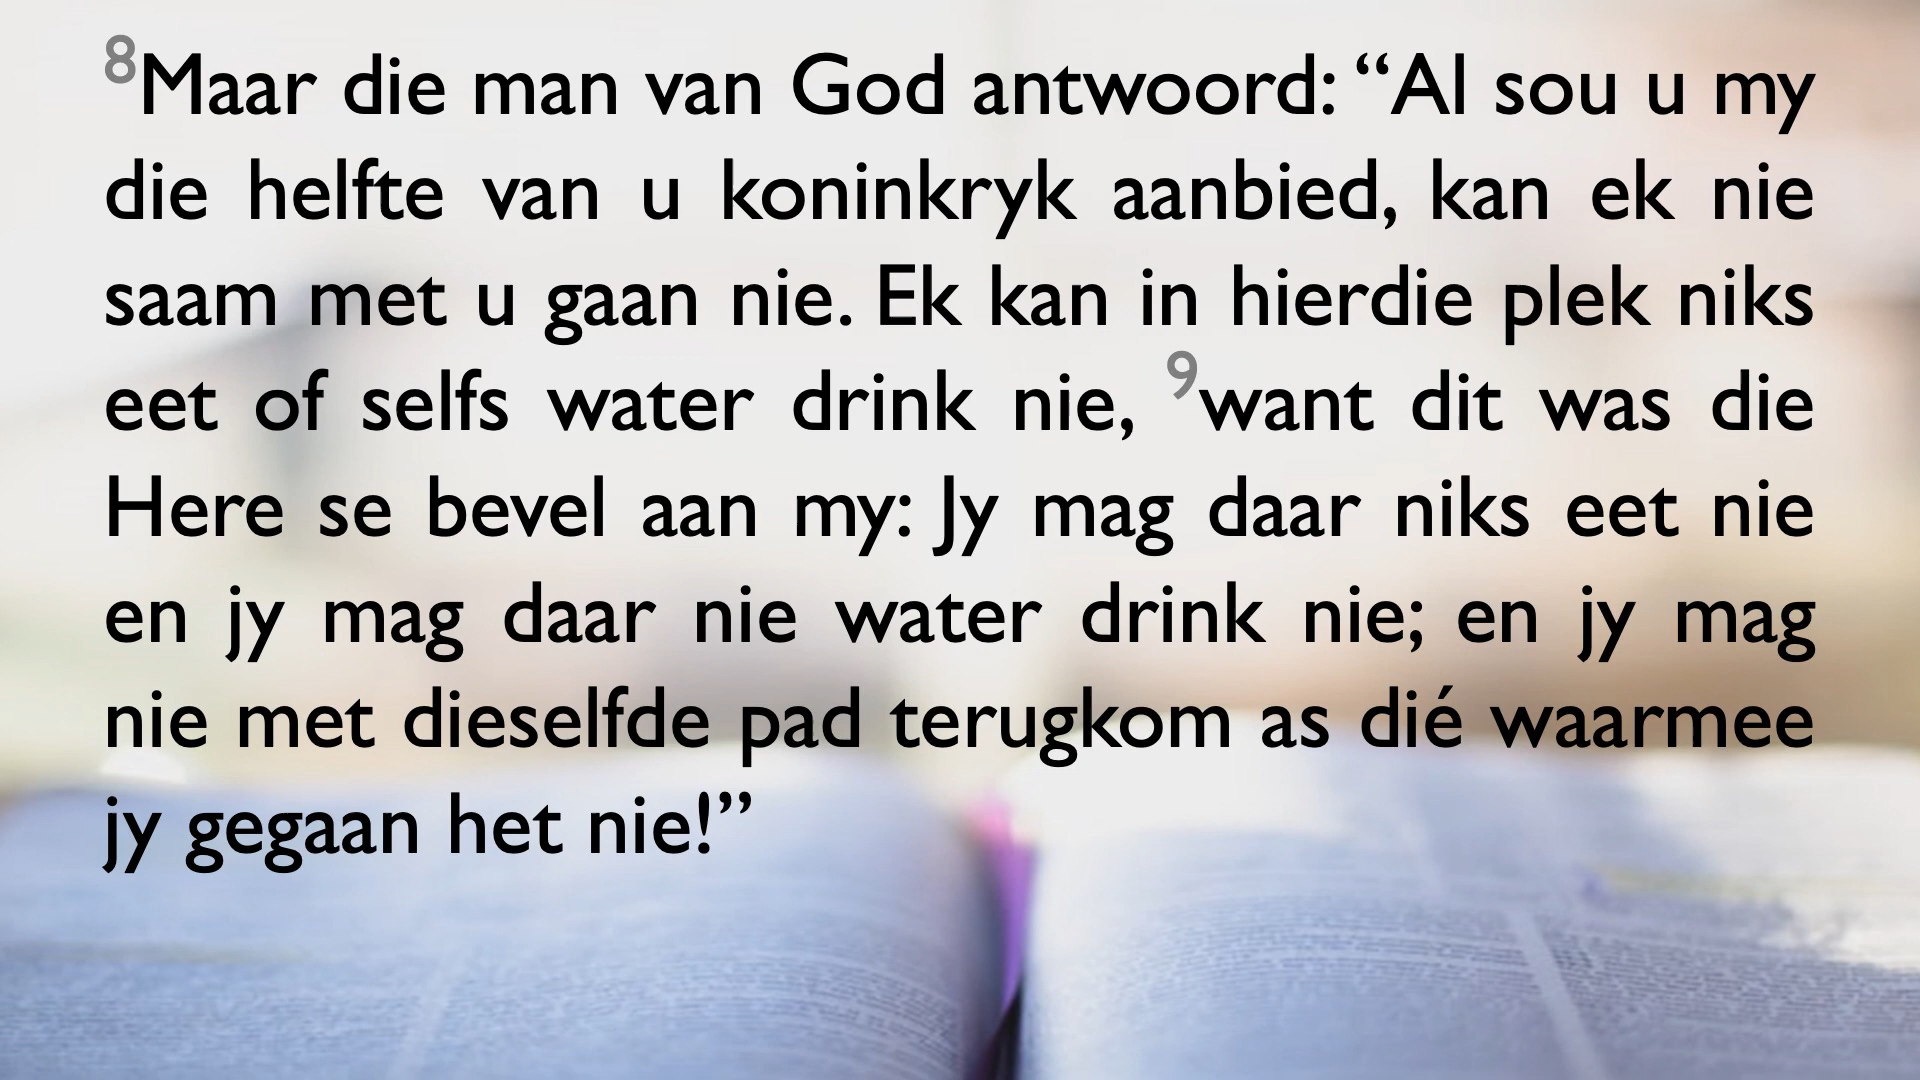 ⁸Maar die man van God antwoord: “Al sou u my
die helfte van u koninkryk aanbied, kan ek nie
saam met u gaan nie. Ek kan in hierdie plek niks
eet of selfs water drink nie, ⁹want dit was die
Here se bevel aan my: Jy mag daar niks eet nie
en jy mag daar nie water drink nie; en jy mag
nie met dieselfde pad terugkom as dié waarmee
jy gegaan het nie!”